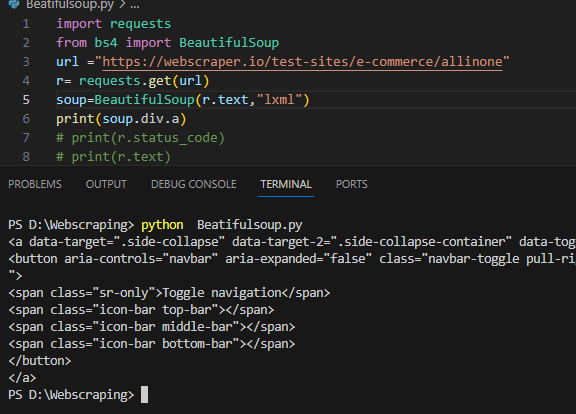 Beatifulsoup.py > ...
1 import requests
2 from bs4 import BeautifulSoup
3 url ="https://webscraper.io/test-sites/e-commerce/allinone"
4 r= requests.get(url)
5 soup=BeautifulSoup(r.text,"lxml")
6 print(soup.div.a)
7 # print(r.status_code)
8 # print(r.text)
PROBLEMS OUTPUT DEBUG CONSOLE TERMINAL PORTS
PS D:\Webscraping> python  Beatifulsoup.py
<a data-target=".side-collapse" data-target-2=".side-collapse-container" data-tog
<button aria-controls="navbar" aria-expanded="false" class="navbar-toggle pull-ri
">
<span class="sr-only">Toggle navigation</span>
<span class="icon-bar top-bar"></span>
<span class="icon-bar middle-bar"></span>
<span class="icon-bar bottom-bar"></span>
</button>
</a>
PS D:\Webscraping>